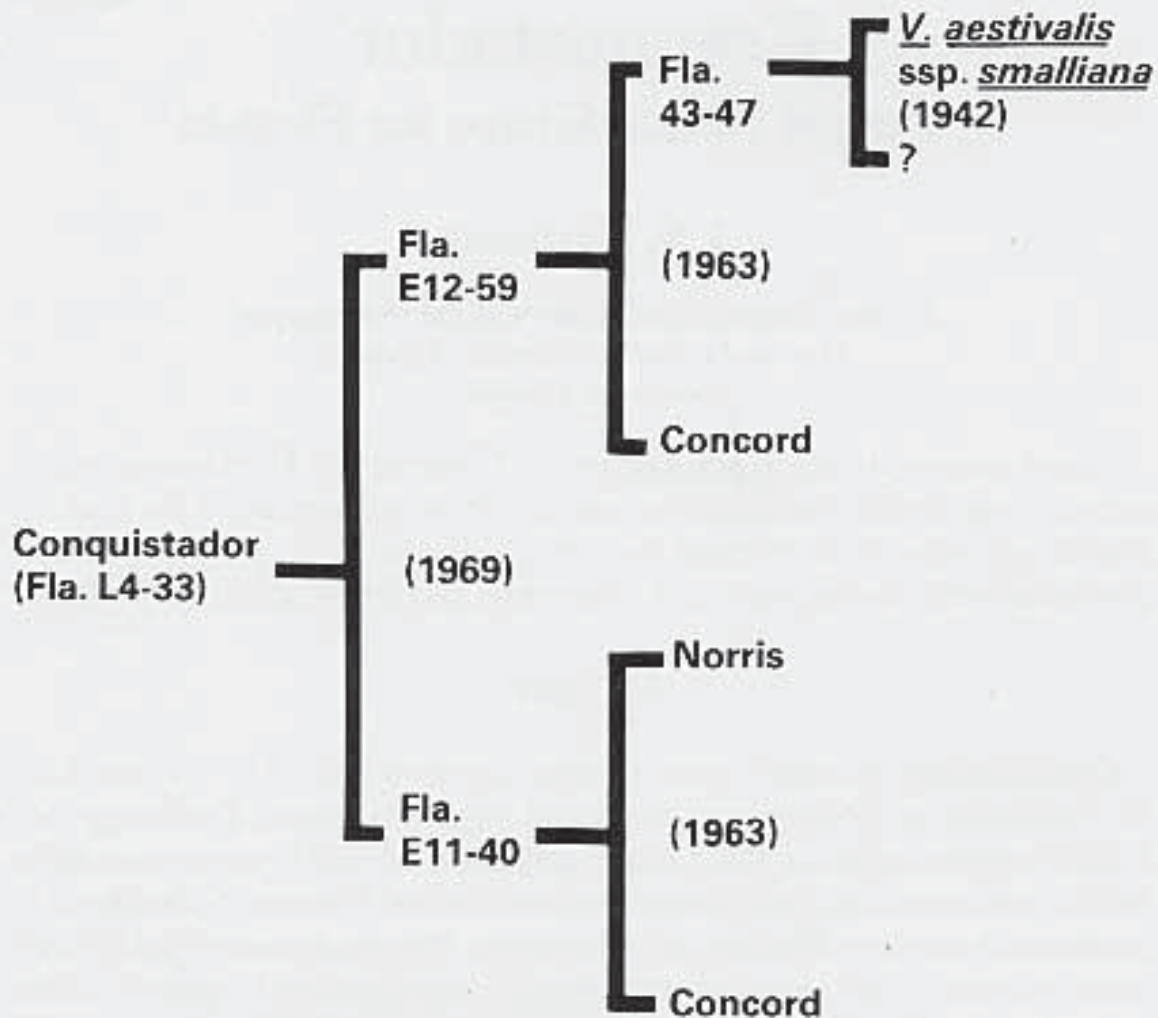 V. aestivalis
ssp. smalliana
(1942)
?
Fla.
43-47
(1963)
Concord
Fla.
E12-59
Conquistador
(Fla. L4-33)
(1969)
Norris
Fla.
E11-40
(1963)
Concord